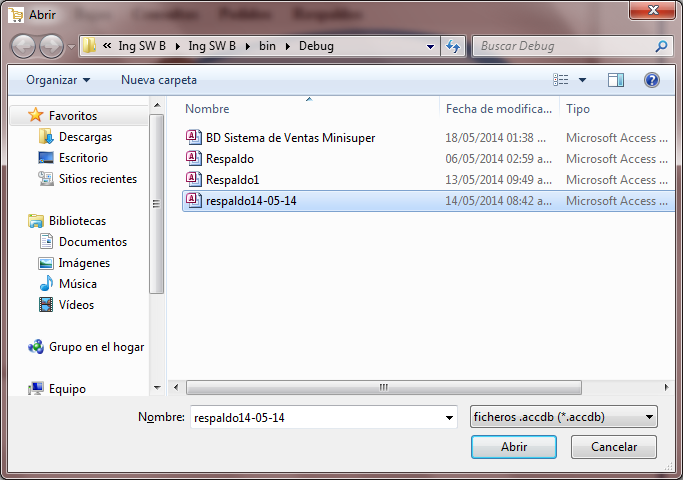 Abrir
« Ing SW B ▸ Ing SW B ▸ bin ▸ Debug
Buscar Debug
Organizar Nueva carpeta
Favoritos
Descargas
Escritorio
Sitios recientes
Bibliotecas
Documentos
Imágenes
Música
Vídeos
Grupo en el hogar
Equipo
Nombre Fecha de modifica... Tipo
BD Sistema de Ventas Minisuper 18/05/2014 01:38 ... Microsoft Access ...
Respaldo 06/05/2014 02:59 a... Microsoft Access ...
Respaldo1 13/05/2014 09:49 a... Microsoft Access ...
respaldo14-05-14 14/05/2014 08:42 a... Microsoft Access ...
Nombre: respaldo14-05-14 ficheros .accdb (*.accdb)
Abrir Cancelar